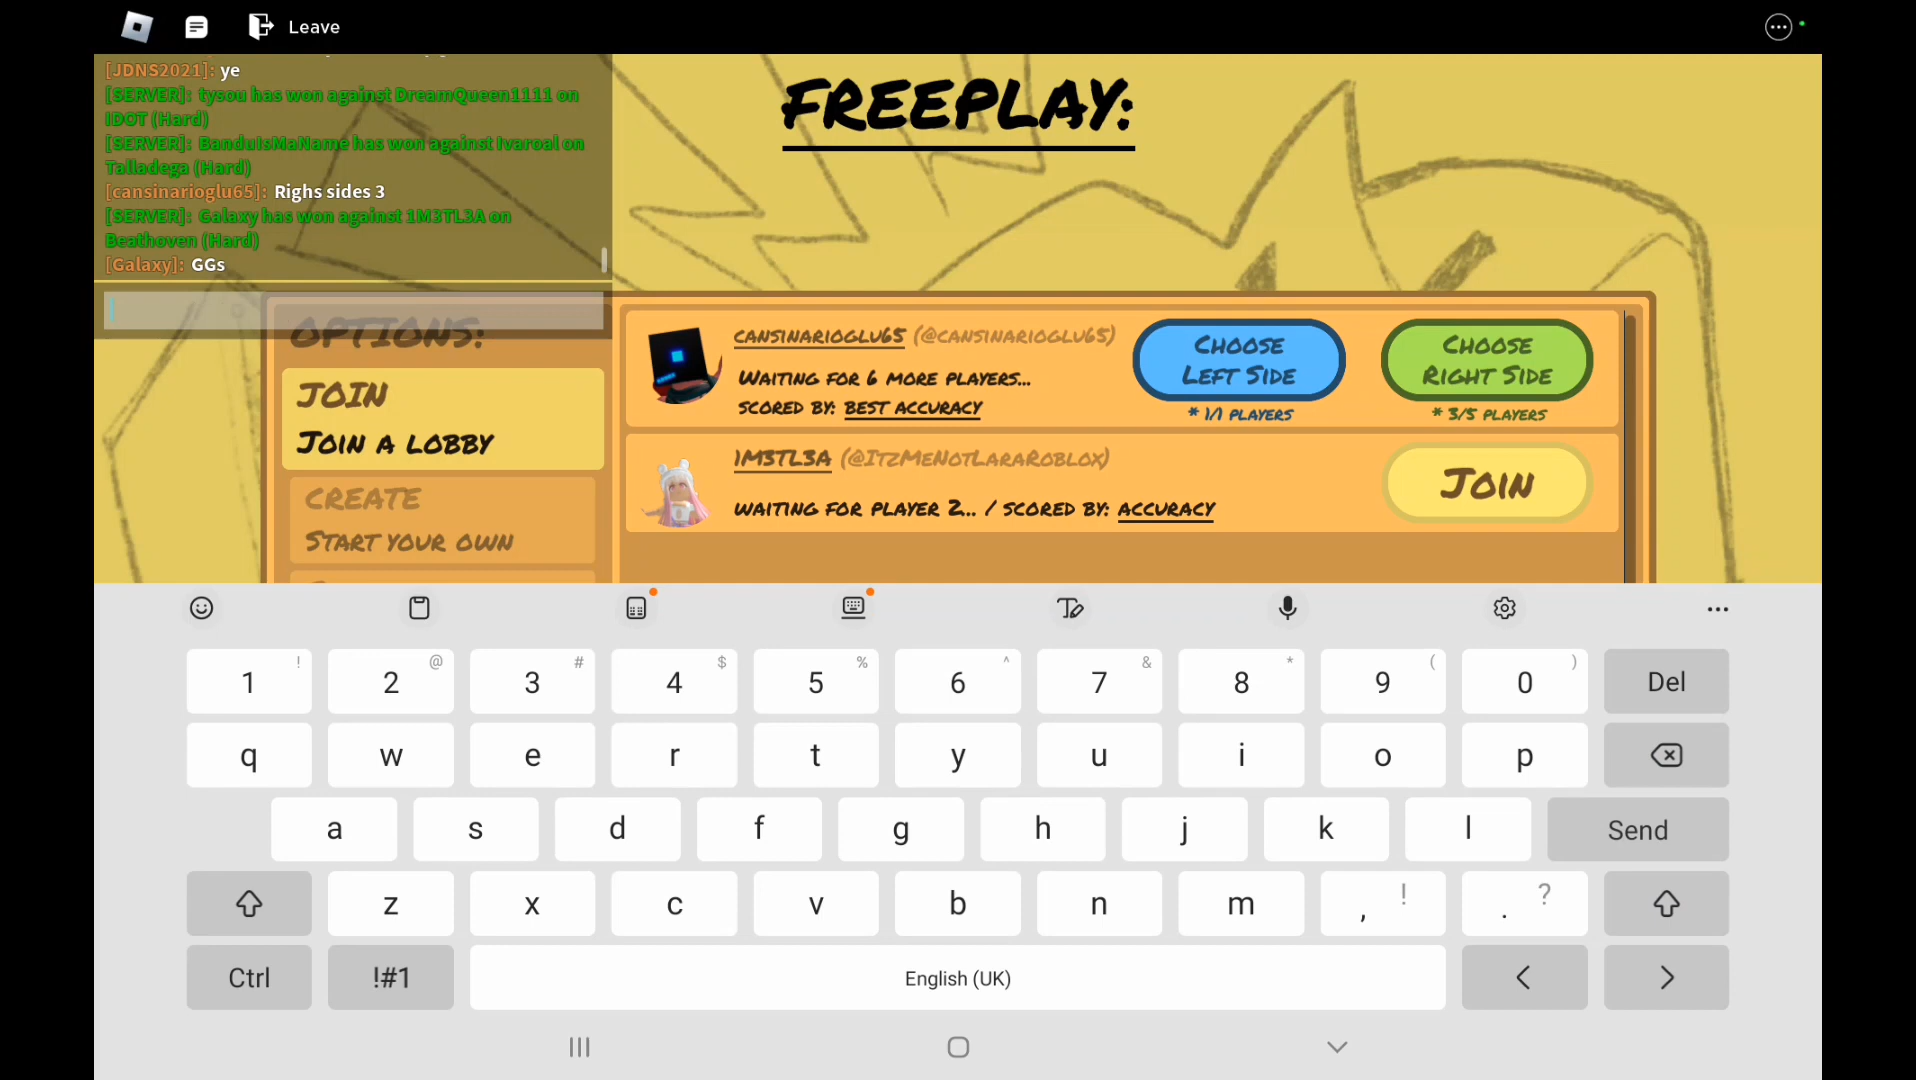 Leave
[JDNS2021]: ye
[SERVER]: tysou has won against DreamQueen1111 on
IDOT (Hard)
[SERVER]: BanduIsMaName has won against Ivaroal on
Talladega (Hard)
[cansinarioglu65]: Righs sides 3
[SERVER]: Galaxy has won against 1M3TL3A on
Beathoven (Hard)
[Galaxy]: GGs
FREEPLAY:
OPTIONS:
JOIN
JOIN A LOBBY
CREATE
START YOUR OWN
CANSINARIOGLU65 (@CANSINARIOGLU65)
WAITING FOR 6 MORE PLAYERS...
SCORED BY: BEST ACCURACY
CHOOSE
LEFT SIDE
* 1/1 PLAYERS
CHOOSE
RIGHT SIDE
* 3/5 PLAYERS
1M3TL3A (@ITZMENOTLARAROBLOX)
WAITING FOR PLAYER 2... / SCORED BY: ACCURACY
JOIN
1 ! 2 @ 3 # 4 $ 5 % 6 ^ 7 & 8 * 9 ( 0 ) Del
q w e r t y u i o p
a s d f g h j k l Send
z x c v b n m , ! . ?
Ctrl !#1 English (UK) < >